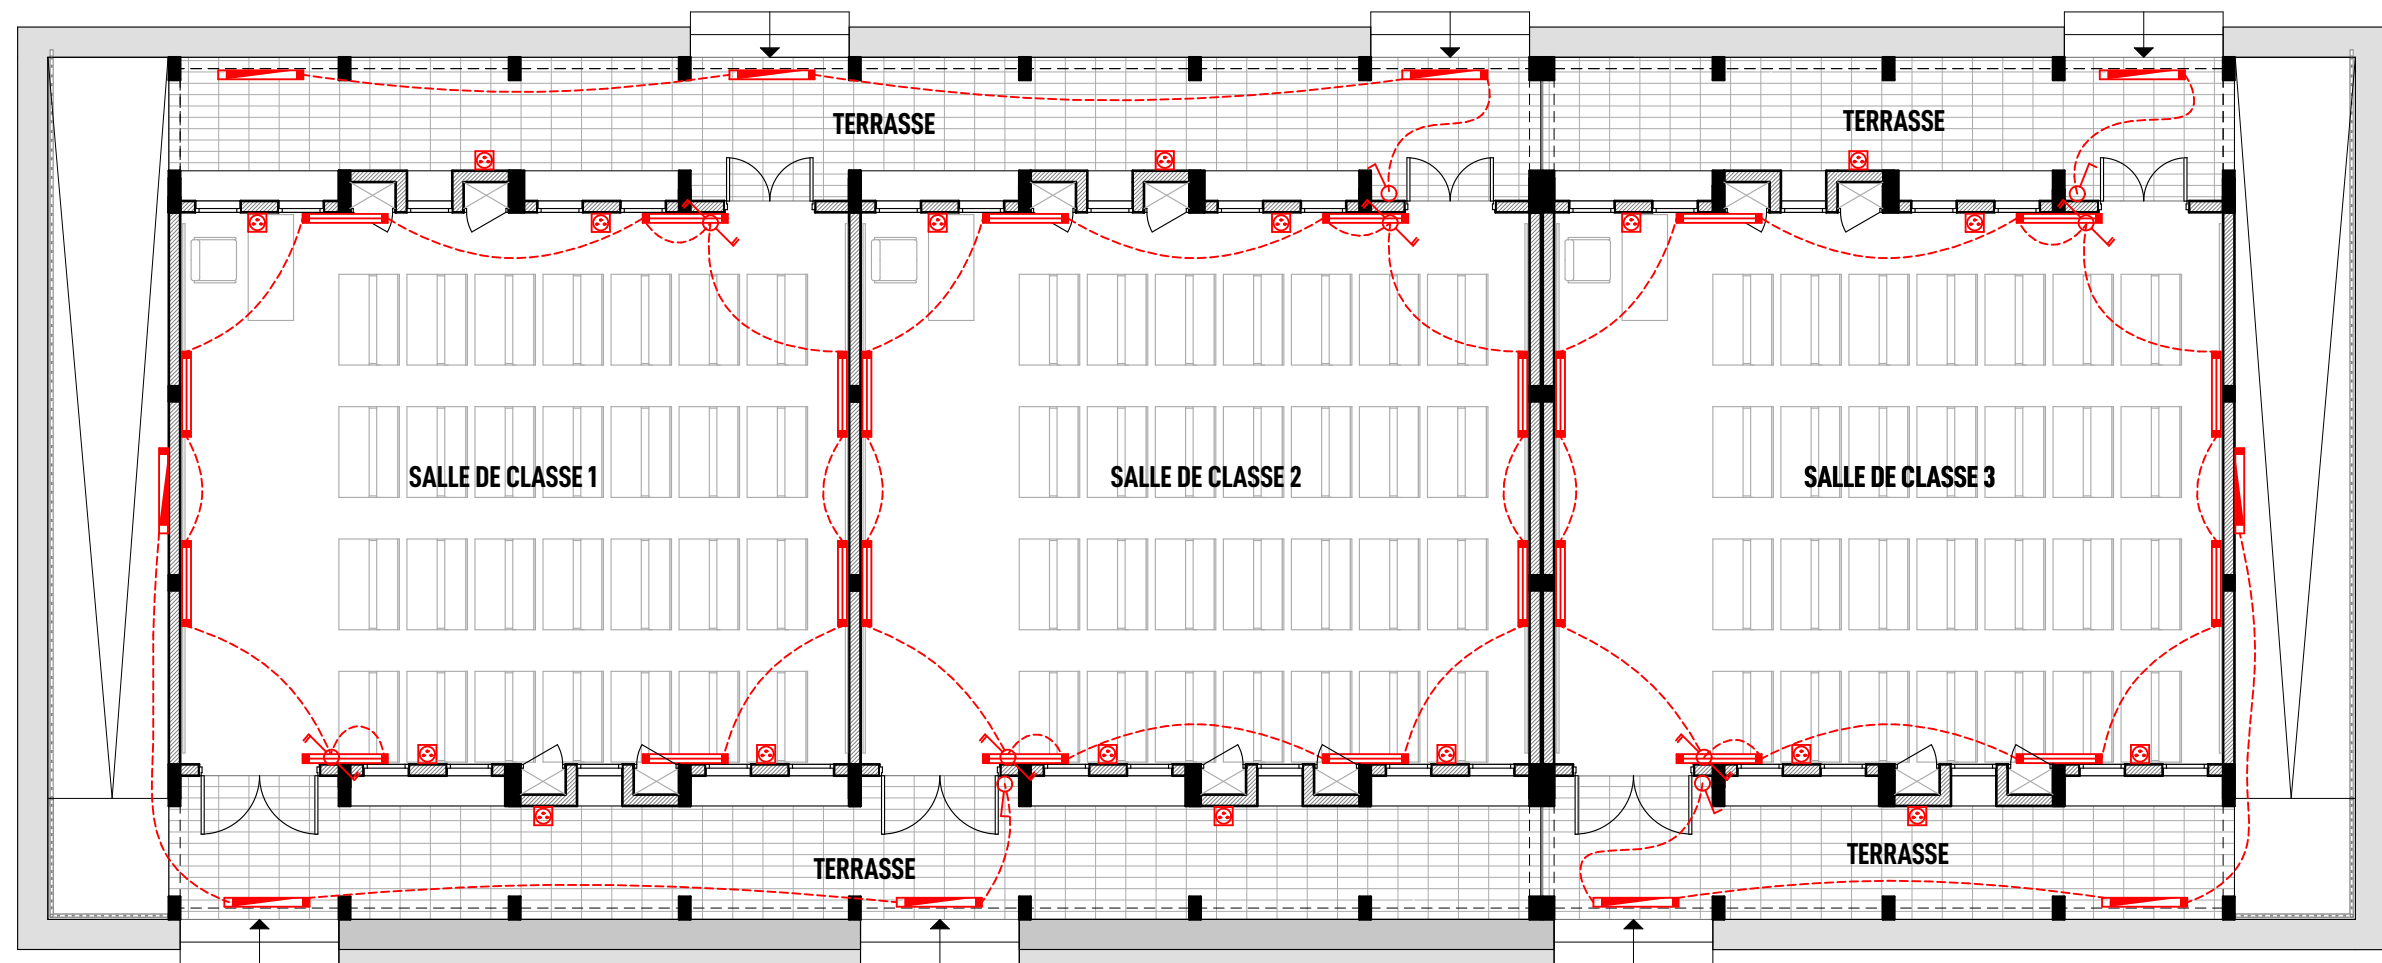 TERRASSE
TERRASSE
SALLE DE CLASSE 1
SALLE DE CLASSE 2
SALLE DE CLASSE 3
TERRASSE
TERRASSE